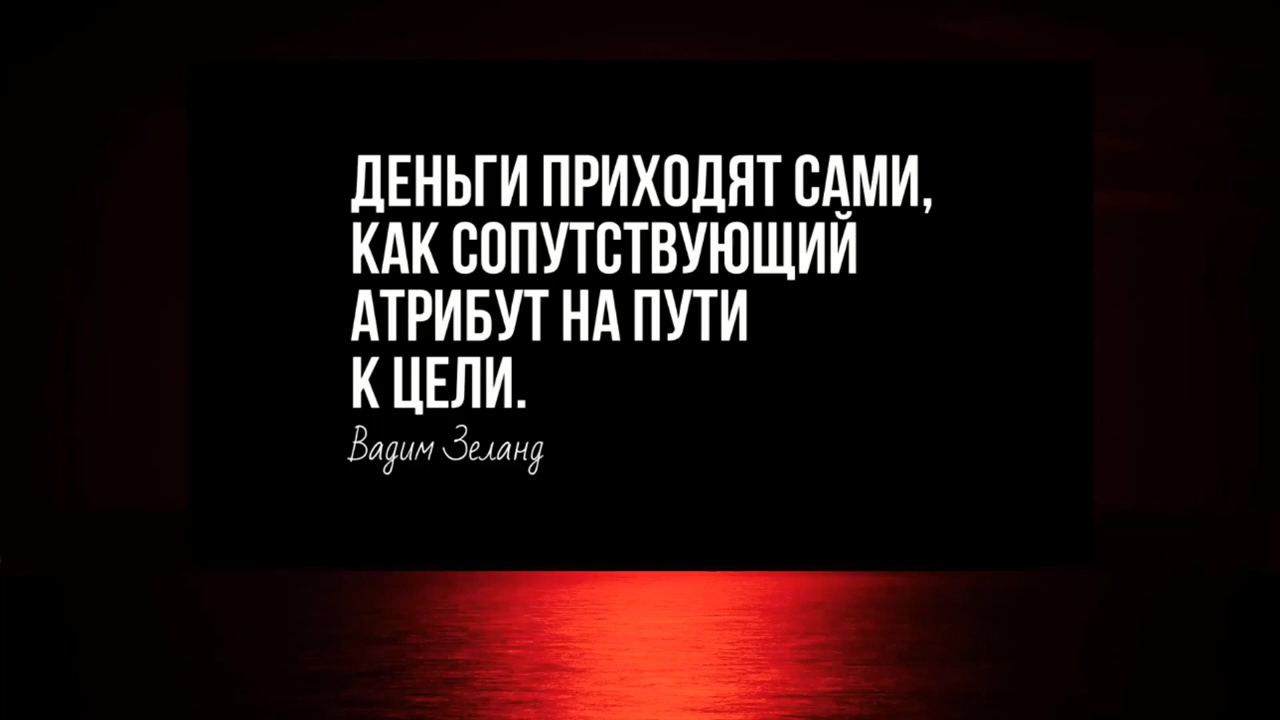 ДЕНЬГИ ПРИХОДЯТ САМИ,
КАК СОПУТСТВУЮЩИЙ
АТРИБУТ НА ПУТИ
К ЦЕЛИ.
Вадим Зеланд